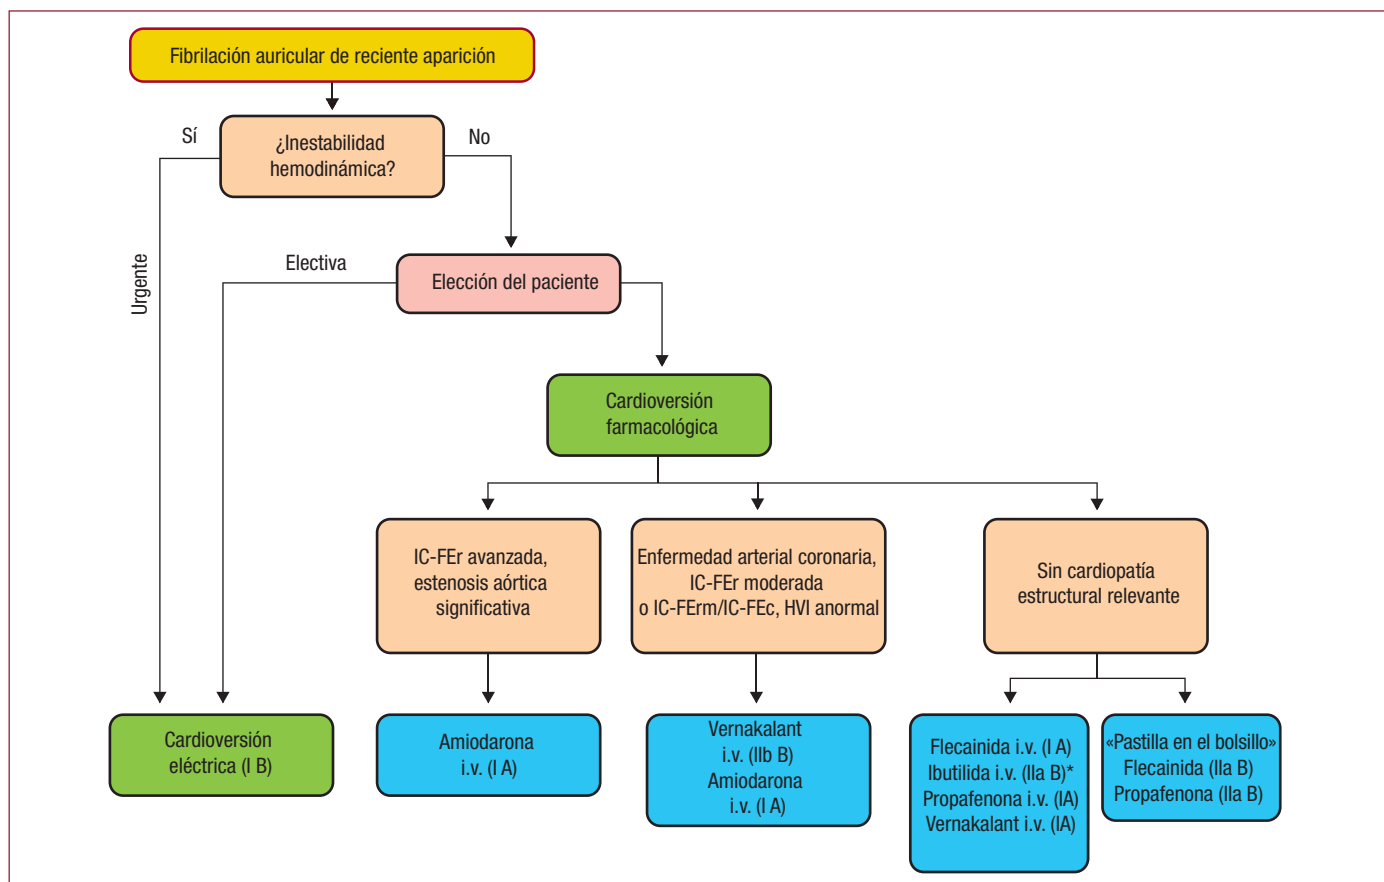 Fibrilación auricular de reciente aparición
Sí
¿Inestabilidad
hemodinámica?
No
Urgente
Electiva
Elección del paciente
Cardioversión
farmacológica
IC-FEr avanzada,
estenosis aórtica
significativa
Enfermedad arterial coronaria,
IC-FEr moderada
o IC-FErm/IC-FEc, HVI anormal
Sin cardiopatía
estructural relevante
Cardioversión
eléctrica (I B)
Amiodarona
i.v. (I A)
Vernakalant
i.v. (IIb B)
Amiodarona
i.v. (I A)
Flecainida i.v. (I A)
Ibutilida i.v. (IIa B)*
Propafenona i.v. (IA)
Vernakalant i.v. (IA)
«Pastilla en el bolsillo»
Flecainida (IIa B)
Propafenona (IIa B)